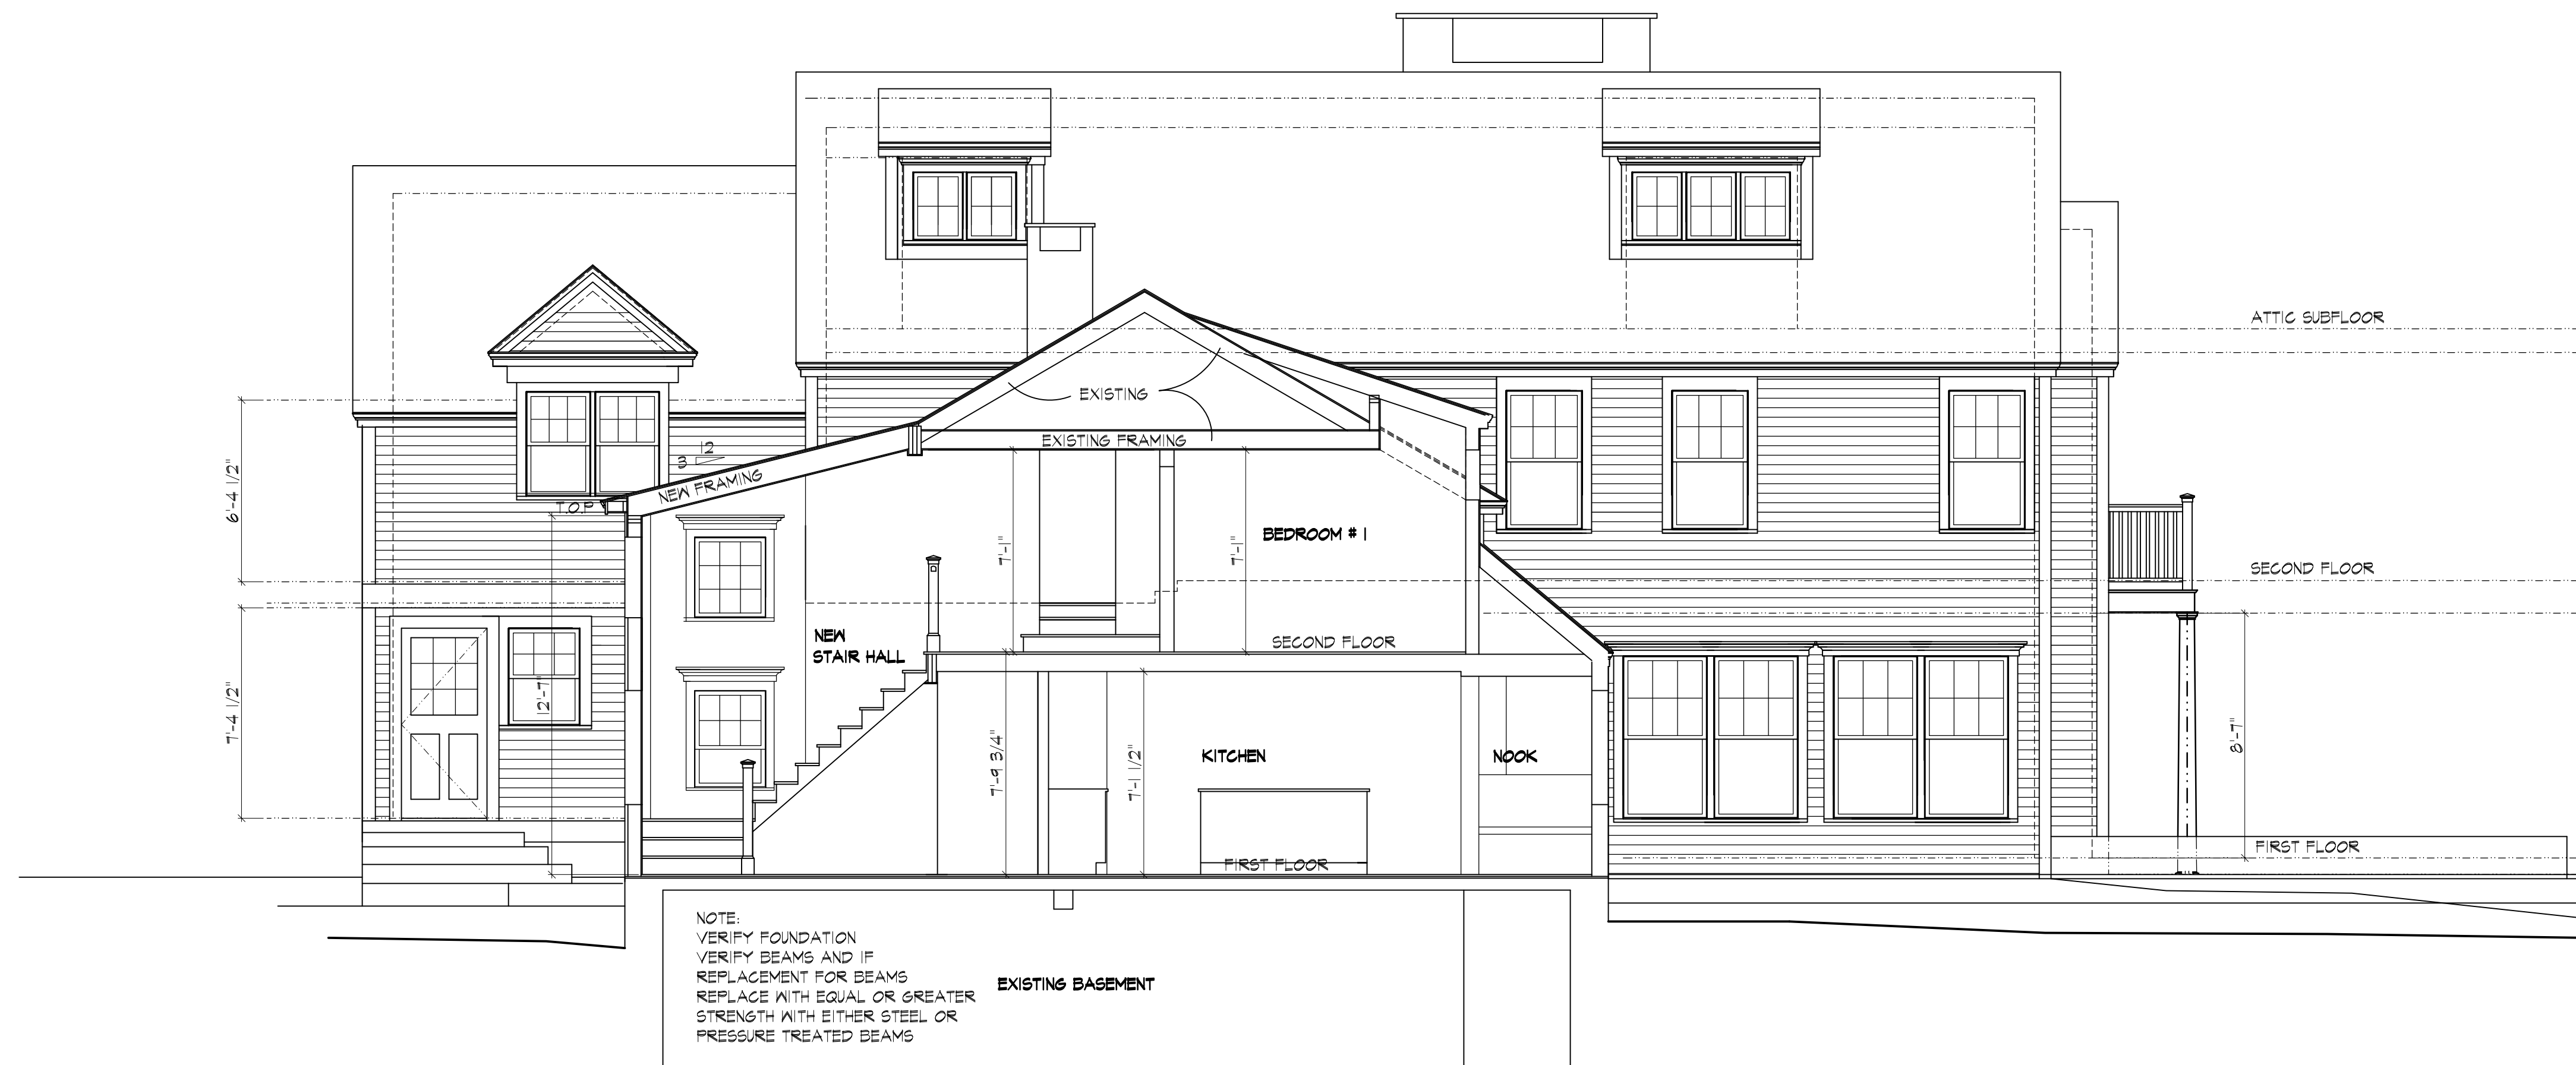 ATTIC SUBFLOOR
EXISTING
EXISTING FRAMING
12
3
NEW FRAMING
T.O.P
6'-4 1/2"
7'-1"
7'-1"
BEDROOM # 1
SECOND FLOOR
NEW
STAIR HALL
SECOND FLOOR
7'-4 1/2"
12'-7"
7'-9 3/4"
7'-1 1/2"
KITCHEN
NOOK
8'-7"
FIRST FLOOR
FIRST FLOOR
NOTE:
VERIFY FOUNDATION
VERIFY BEAMS AND IF
REPLACEMENT FOR BEAMS
REPLACE WITH EQUAL OR GREATER
STRENGTH WITH EITHER STEEL OR
PRESSURE TREATED BEAMS
EXISTING BASEMENT